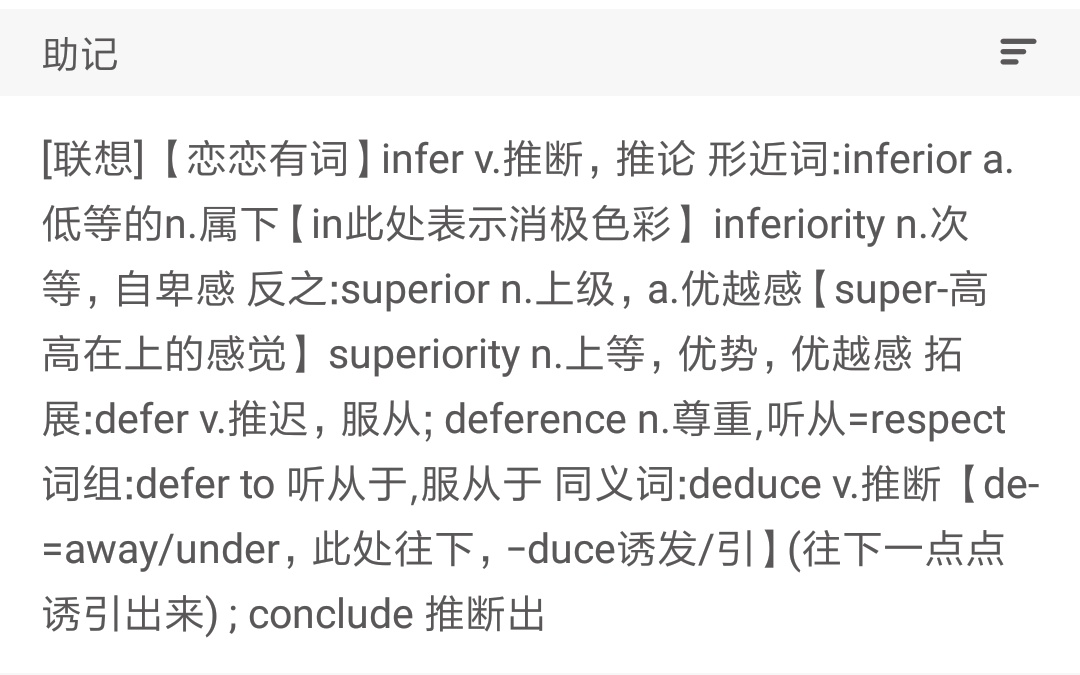 助记
[联想]【恋恋有词】infer v.推断，推论 形近词:inferior a.
低等的n.属下【in此处表示消极色彩】inferiority n.次
等，自卑感 反之:superior n.上级，a.优越感【super-高
高在上的感觉】superiority n.上等，优势，优越感 拓
展:defer v.推迟，服从; deference n.尊重,听从=respect
词组:defer to 听从于,服从于 同义词:deduce v.推断【de-
=away/under，此处往下，−duce诱发/引】(往下一点点
诱引出来) ; conclude 推断出